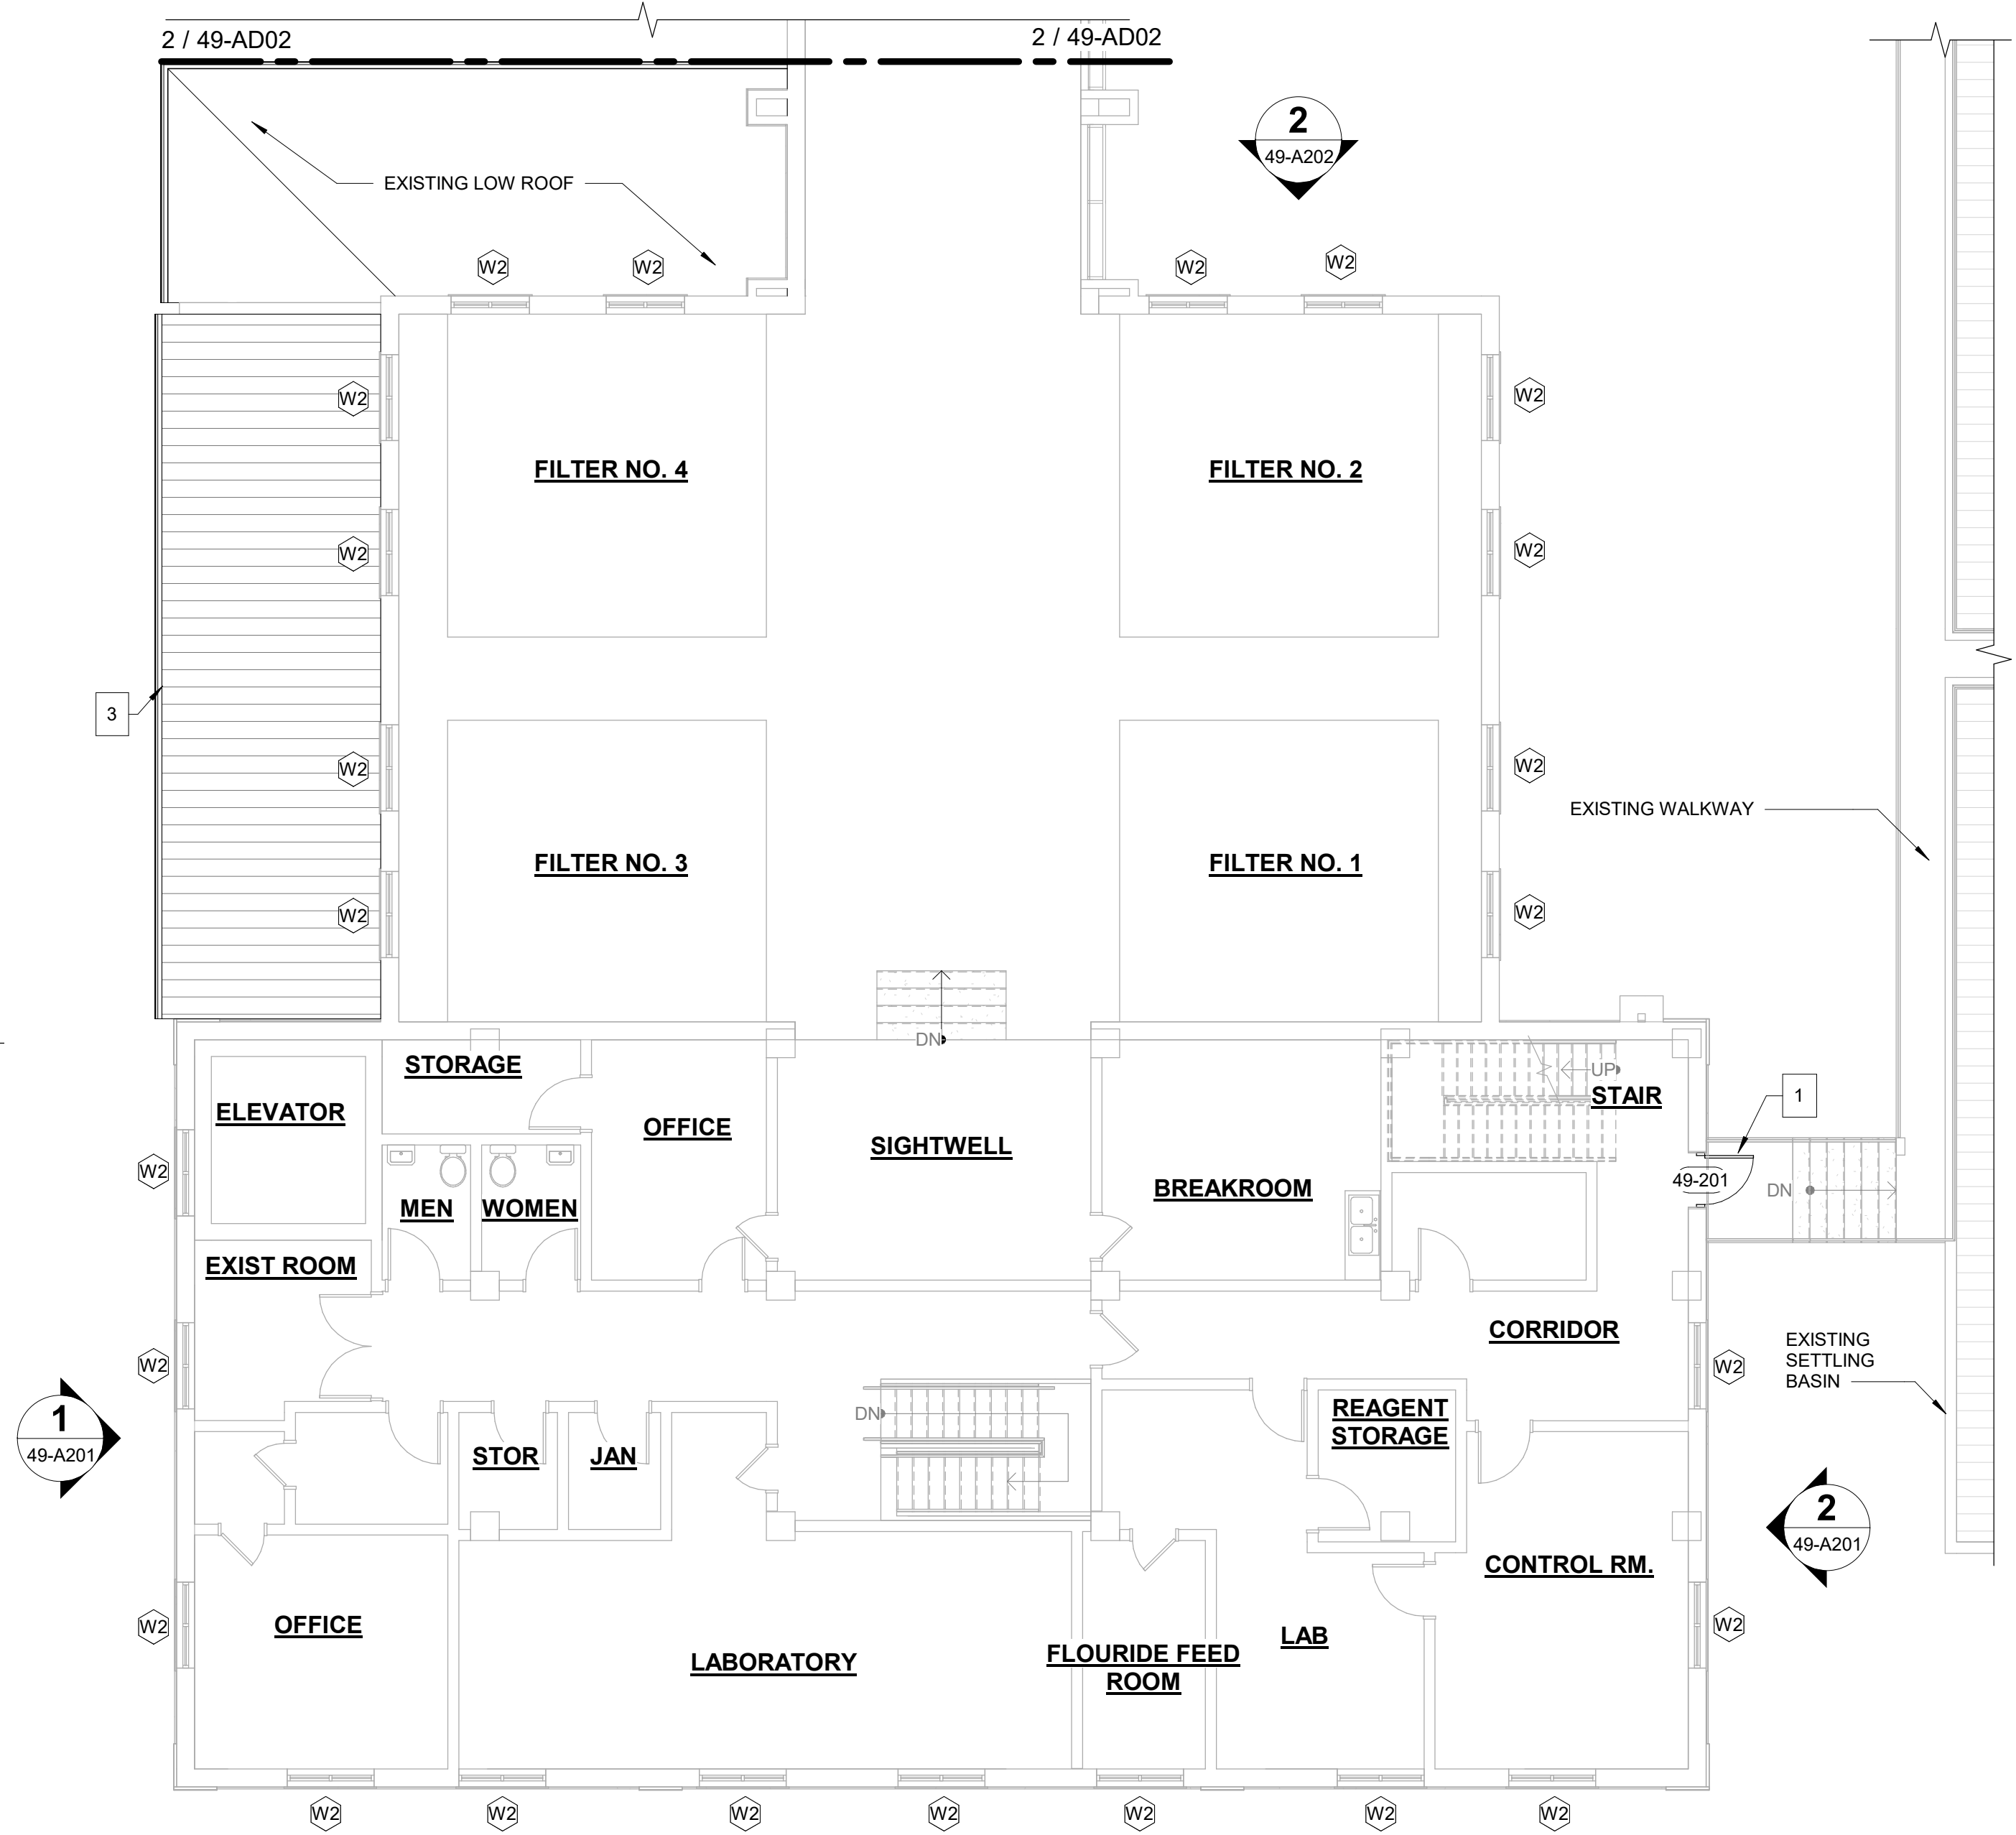 2 / 49-AD02
2 / 49-AD02
2
49-A202
EXISTING LOW ROOF
W2
W2
W2
W2
W2
W2
FILTER NO. 4
FILTER NO. 2
W2
W2
3
W2
W2
EXISTING WALKWAY
FILTER NO. 3
FILTER NO. 1
W2
W2
DN
STORAGE
UP
STAIR
1
ELEVATOR
OFFICE
SIGHTWELL
W2
BREAKROOM
49-201
DN
MEN
WOMEN
EXIST ROOM
CORRIDOR
W2
W2
EXISTING
SETTLING
BASIN
1
49-A201
DN
REAGENT
STORAGE
STOR
JAN
2
49-A201
CONTROL RM.
W2
OFFICE
W2
LAB
LABORATORY
FLOURIDE FEED
ROOM
W2
W2
W2
W2
W2
W2
W2